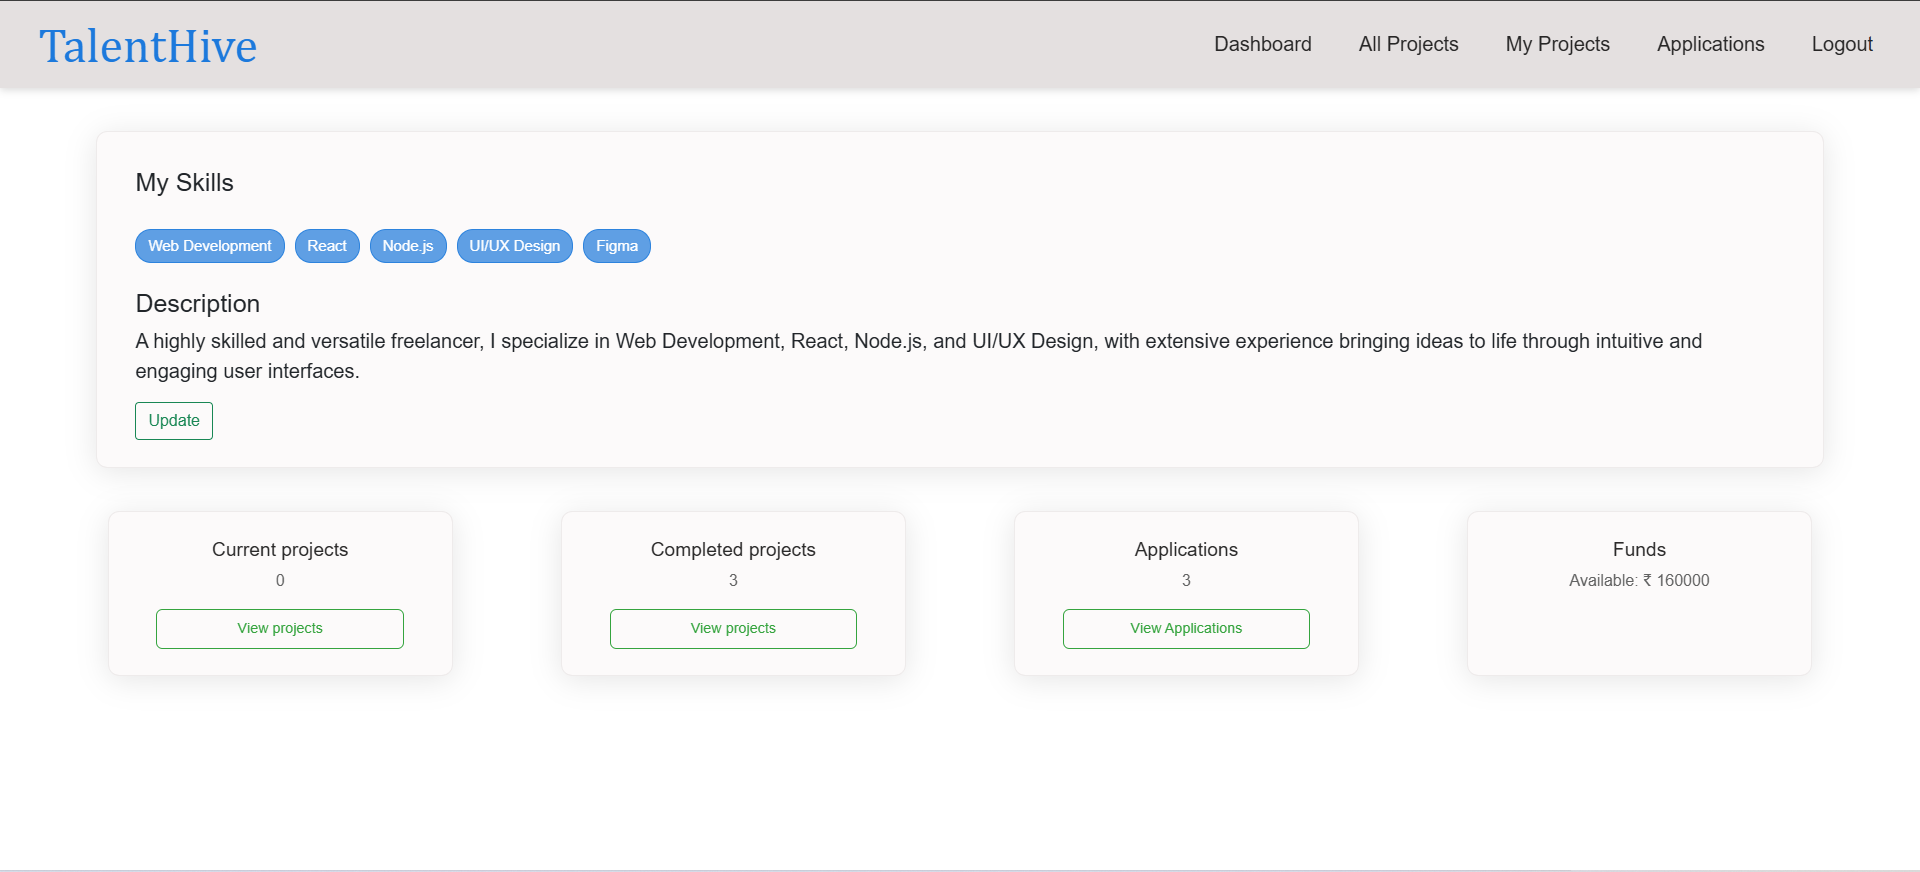 TalentHive
Dashboard
All Projects
My Projects
Applications
Logout
My Skills
Web Development
React
Node.js
UI/UX Design
Figma
Description
A highly skilled and versatile freelancer, I specialize in Web Development, React, Node.js, and UI/UX Design, with extensive experience bringing ideas to life through intuitive and
engaging user interfaces.
Update
Current projects
0
View projects
Completed projects
3
View projects
Applications
3
View Applications
Funds
Available: ₹ 160000